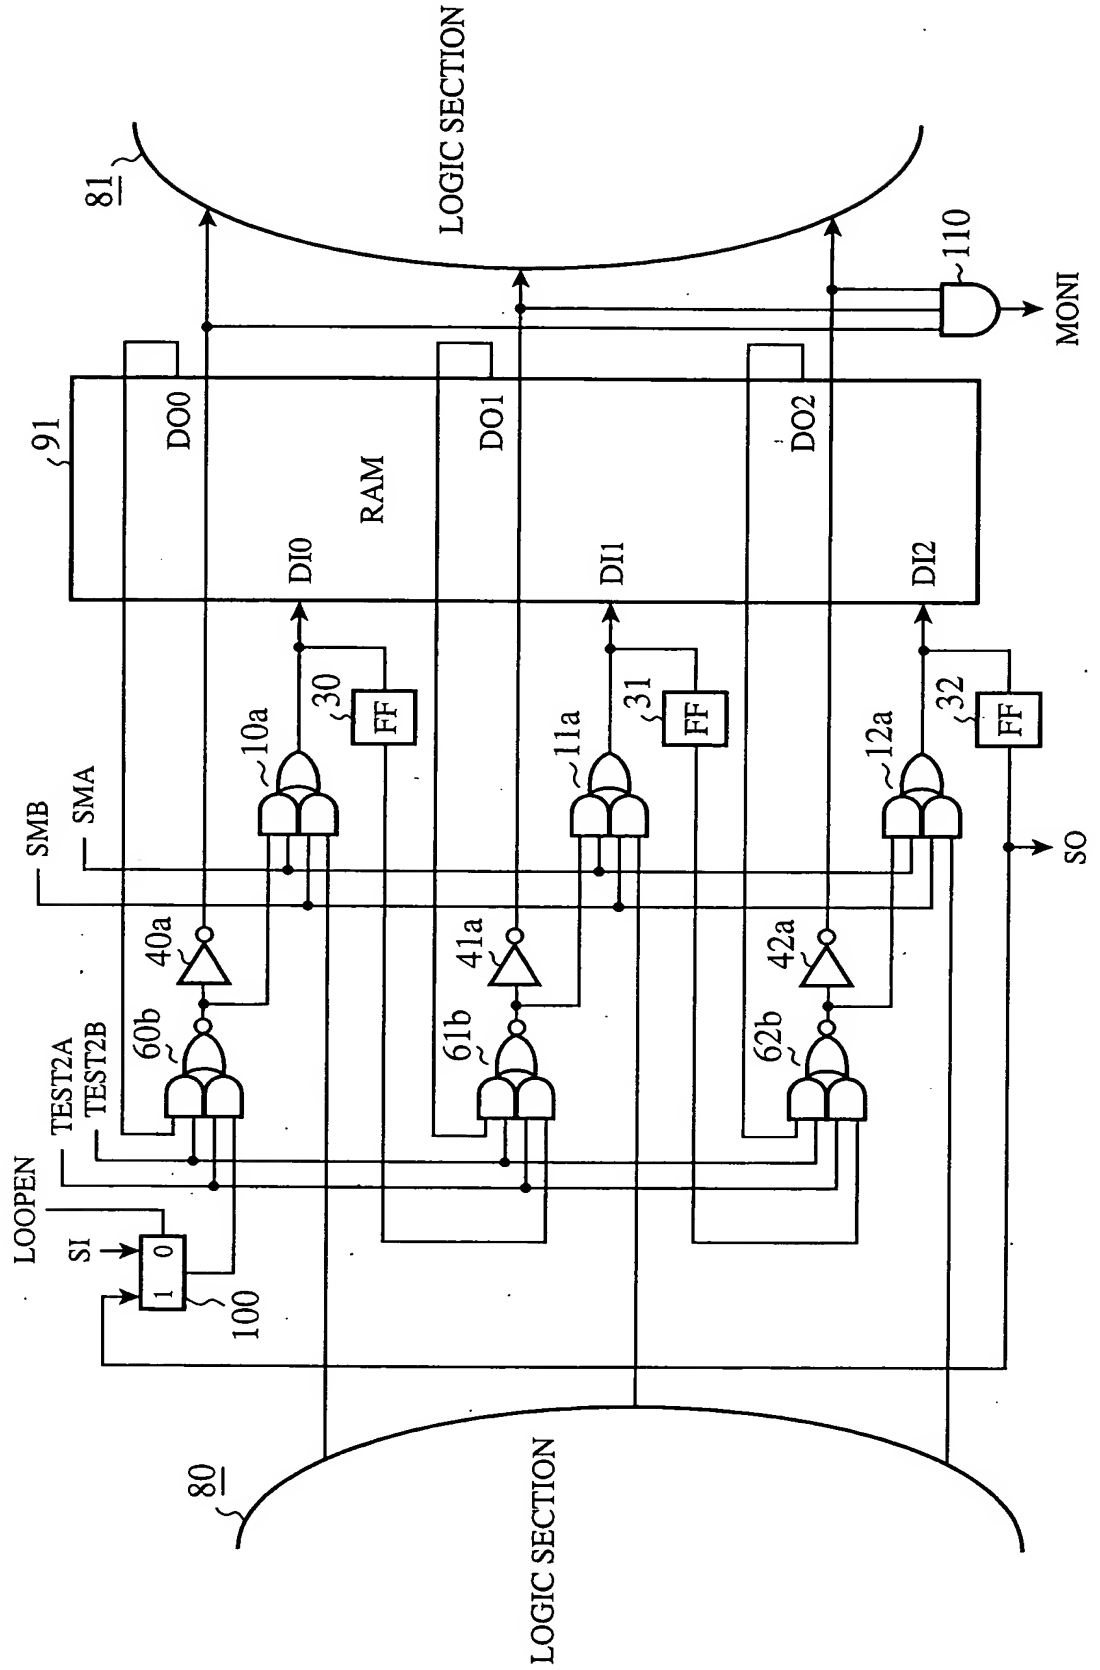 LOGIC SECTION
81
91
DO0
DO1
DO2
RAM
DI0
DI1
DI2
110
MONI
SMB
SMA
10a
30
FF
11a
31
FF
12a
32
FF
SO
40a
41a
42a
TEST2A
TEST2B
60b
61b
62b
LOOPEN
SI
1 0
100
80
LOGIC SECTION